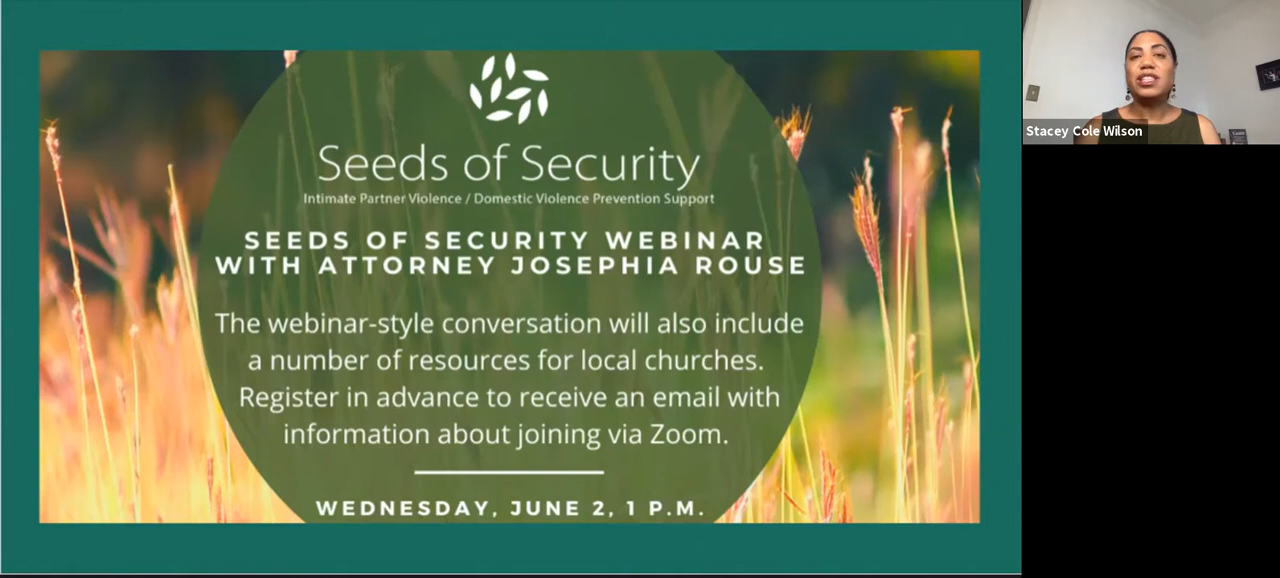 Seeds of Security
Intimate Partner Violence / Domestic Violence Prevention Support
SEEDS OF SECURITY WEBINAR
WITH ATTORNEY JOSEPHIA ROUSE
The webinar-style conversation will also include
a number of resources for local churches.
Register in advance to receive an email with
information about joining via Zoom.
WEDNESDAY, JUNE 2, 1 P.M.
Stacey Cole Wilson